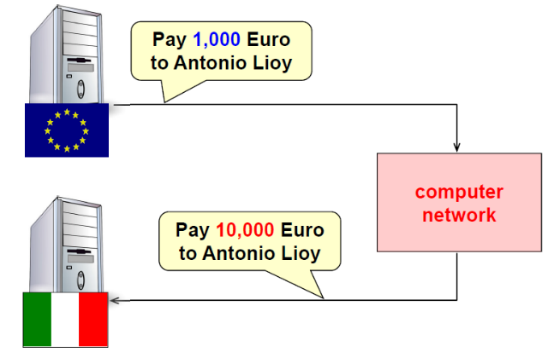 Pay 1,000 Euro
to Antonio Lioy
computer
network
Pay 10,000 Euro
to Antonio Lioy